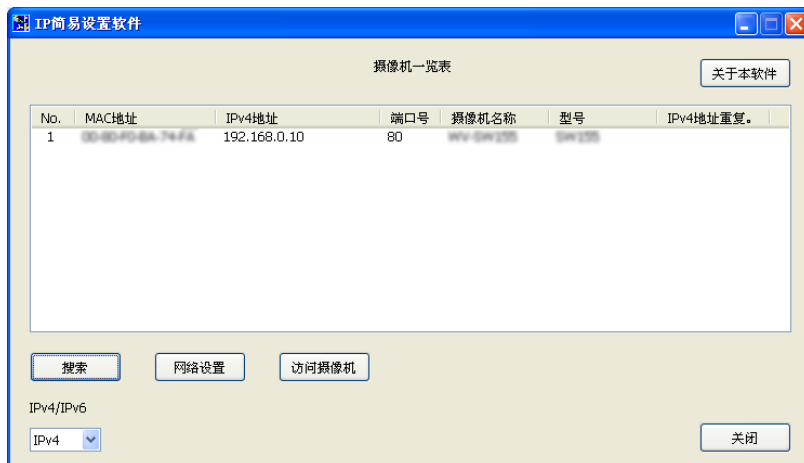 IP简易设置软件
摄像机一览表
关于本软件
No. MAC地址 IPv4地址 端口号 摄像机名称 型号 IPv4地址重复。
1 192.168.0.10 80
搜索 网络设置 访问摄像机
IPv4/IPv6
IPv4
关闭